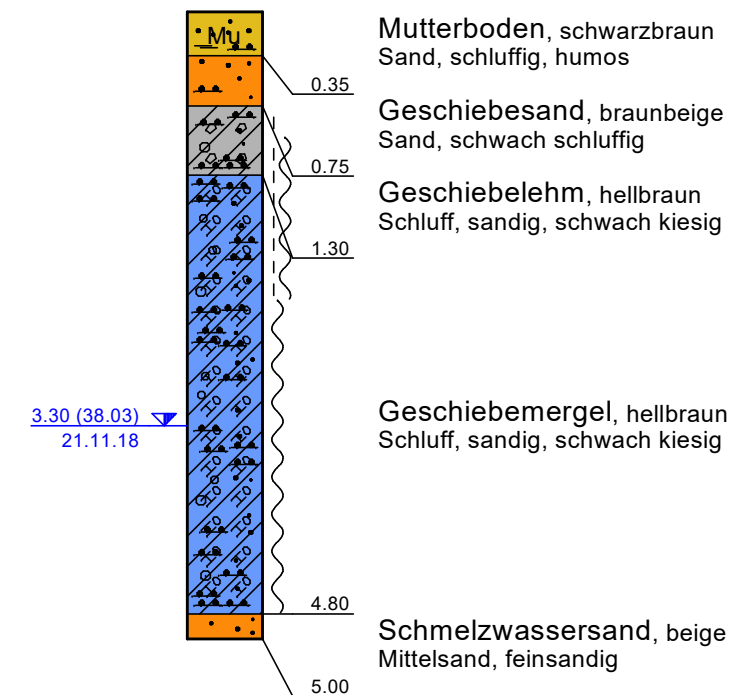 Mu
Mutterboden, schwarzbraun
Sand, schluffig, humos
0.35
Geschiebesand, braunbeige
Sand, schwach schluffig
0.75
Geschiebelehm, hellbraun
Schluff, sandig, schwach kiesig
1.30
3.30 (38.03)
21.11.18
Geschiebemergel, hellbraun
Schluff, sandig, schwach kiesig
4.80
Schmelzwassersand, beige
Mittelsand, feinsandig
5.00